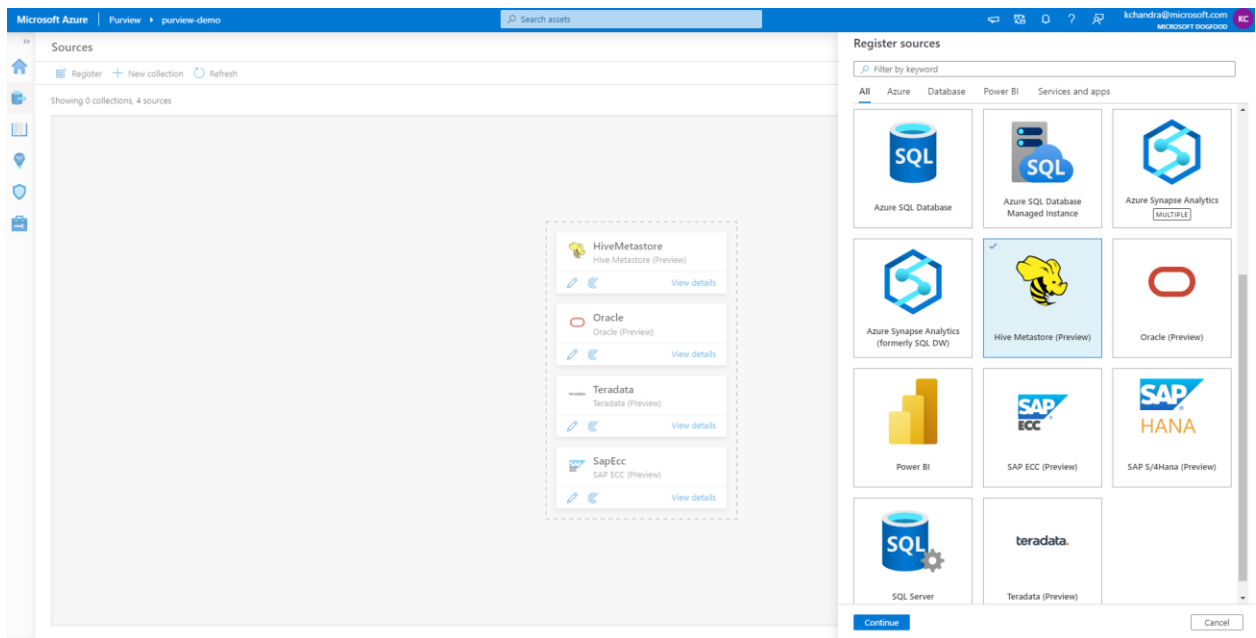 Microsoft Azure Purview purview-demo
Search assets
kchandra@microsoft.com
MICROSOFT DOGFOOD
KC
Sources
Register New collection Refresh
Showing 0 collections, 4 sources
HiveMetastore
Hive Metastore (Preview)
View details
Oracle
Oracle (Preview)
View details
teradata.
Teradata
Teradata (Preview)
View details
SAP
ECC
SapEcc
SAP ECC (Preview)
View details
Register sources
Filter by keyword
All Azure Database Power BI Services and apps
SQL
Azure SQL Database
SQL
Azure SQL Database
Managed Instance
Azure Synapse Analytics
MULTIPLE
Azure Synapse Analytics
(formerly SQL DW)
Hive Metastore (Preview)
Oracle (Preview)
Power BI
SAP
ECC
SAP ECC (Preview)
SAP
HANA
SAP S/4Hana (Preview)
SQL
SQL Server
teradata.
Teradata (Preview)
Continue
Cancel